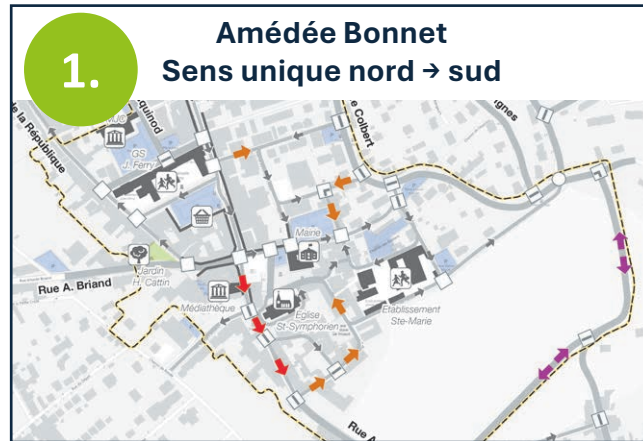 1.
Amédée Bonnet
Sens unique nord → sud
de la République
MJC
GS
J. Ferry
Mairie
Jardin
H. Cattin
Rue A. Briand
Médiathèque
Eglise
St-Symphorien
Etablissement
Ste-Marie
Rue A